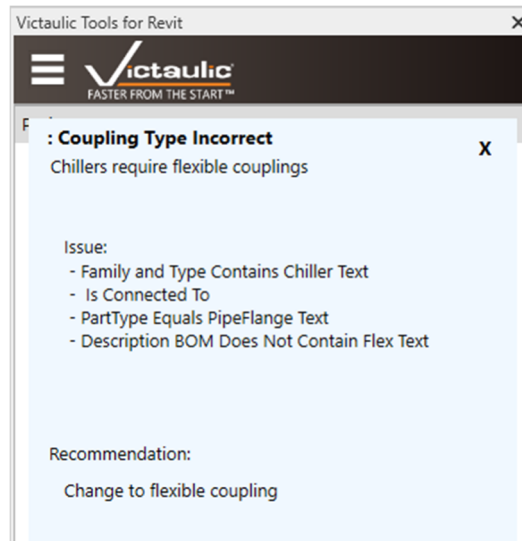 Victaulic Tools for Revit
Victaulic
FASTER FROM THE START™
: Coupling Type Incorrect
X
Chillers require flexible couplings
Issue:
- Family and Type Contains Chiller Text
- Is Connected To
- PartType Equals PipeFlange Text
- Description BOM Does Not Contain Flex Text
Recommendation:
Change to flexible coupling